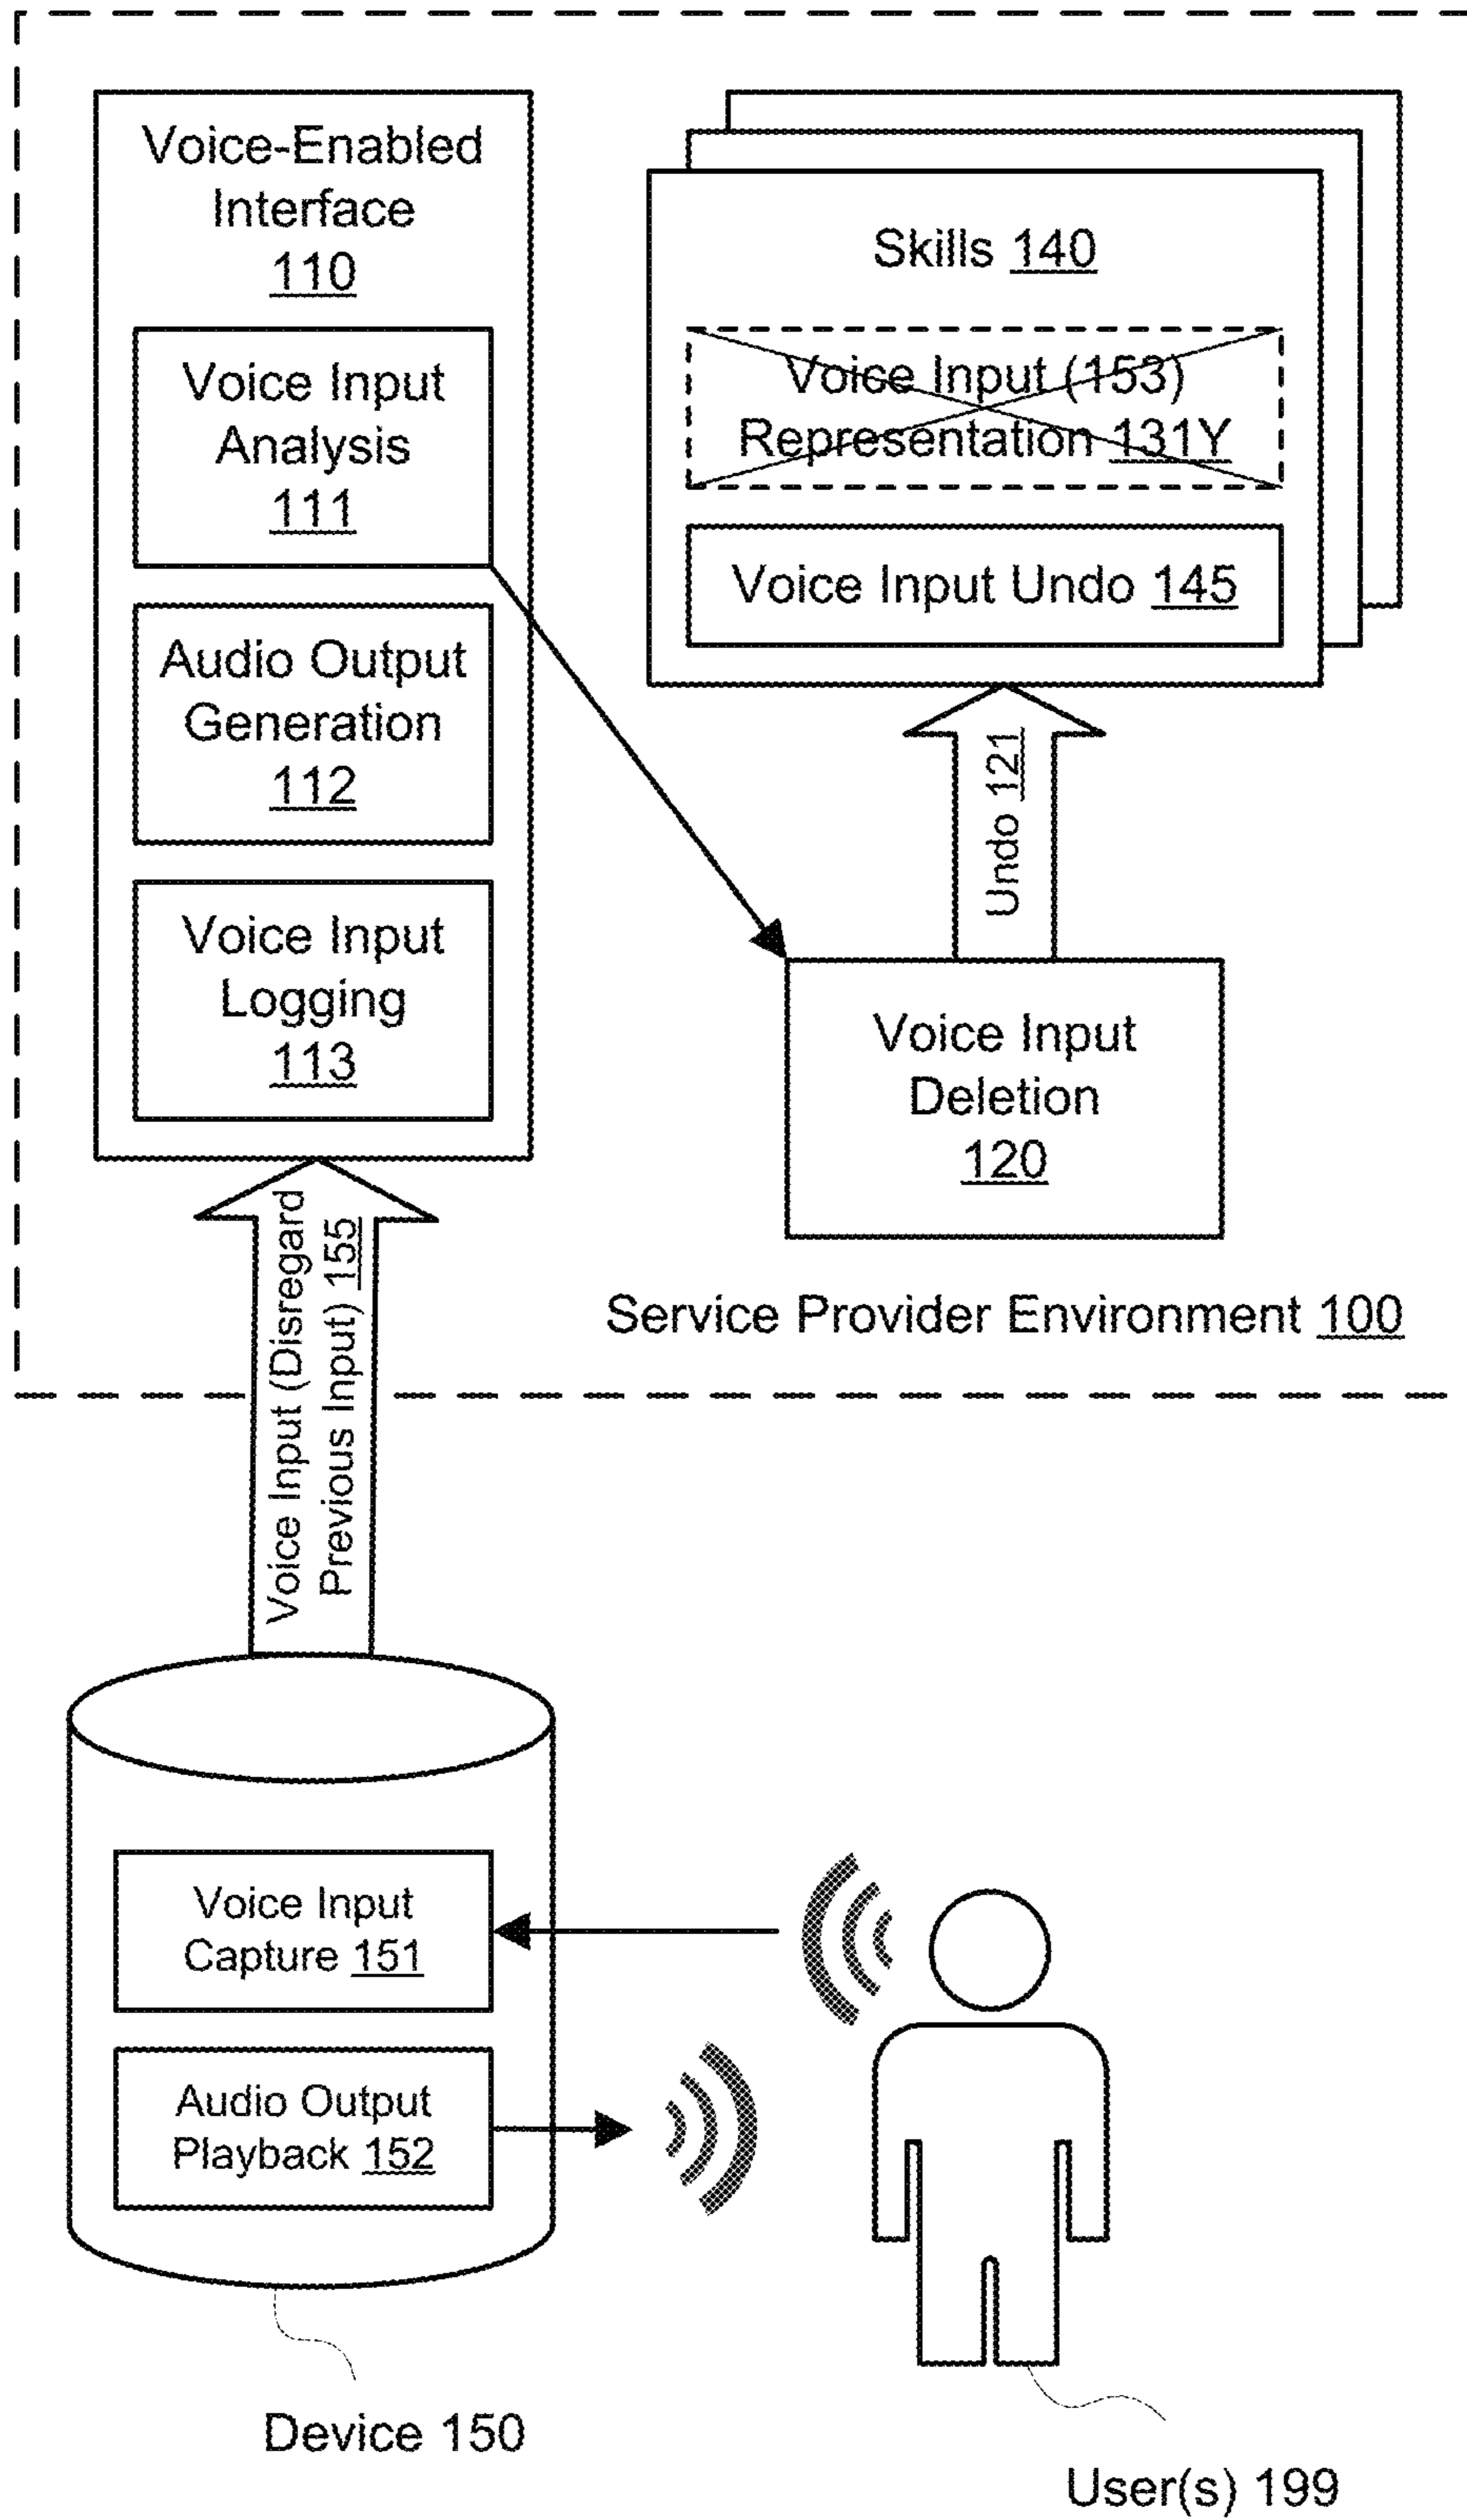 Voice-Enabled
Interface
110
Voice Input
Analysis
111
Audio Output
Generation
112
Voice Input
Logging
113
Skills 140
Voice Input (153)
Representation 131Y
Voice Input Undo 145
Undo 121
Voice Input
Deletion
120
Service Provider Environment 100
Voice Input (Disregard
Previous Input) 155
Voice Input
Capture 151
Audio Output
Playback 152
Device 150
User(s) 199